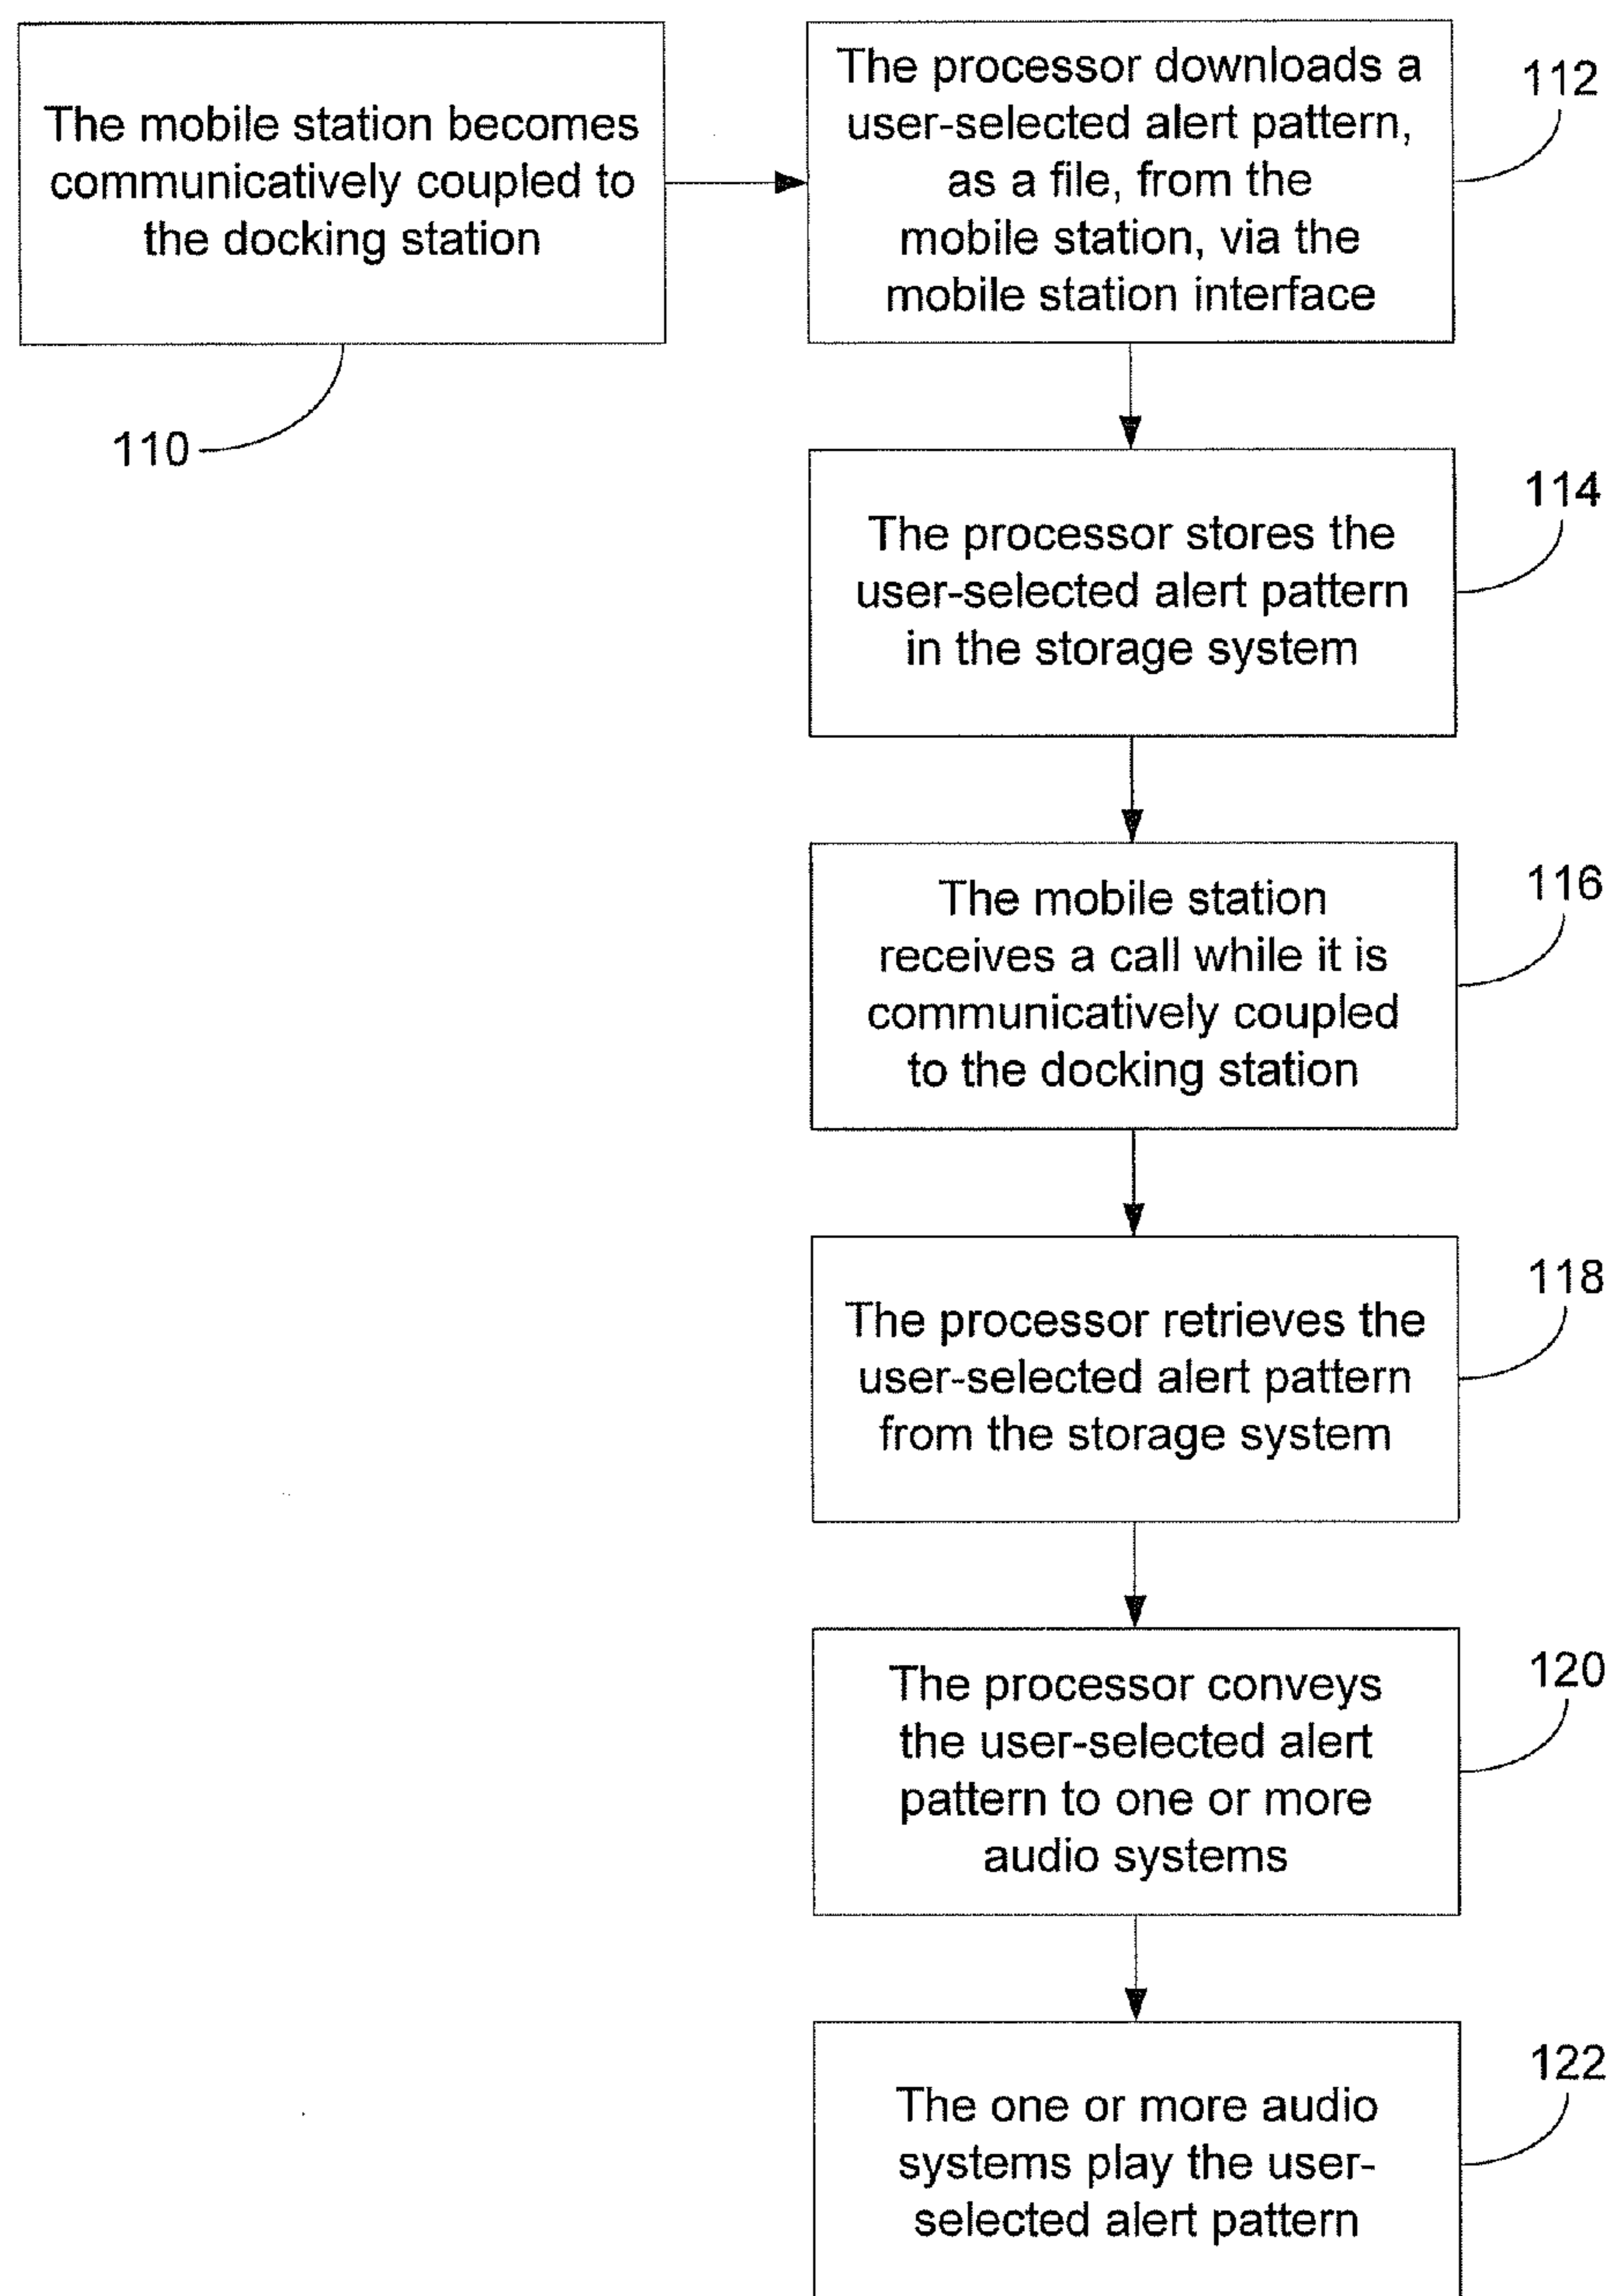 The mobile station becomes
communicatively coupled to
the docking station
110
The processor downloads a
user-selected alert pattern,
as a file, from the
mobile station, via the
mobile station interface
112
The processor stores the
user-selected alert pattern
in the storage system
114
The mobile station
receives a call while it is
communicatively coupled
to the docking station
116
The processor retrieves the
user-selected alert pattern
from the storage system
118
The processor conveys
the user-selected alert
pattern to one or more
audio systems
120
The one or more audio
systems play the user-
selected alert pattern
122